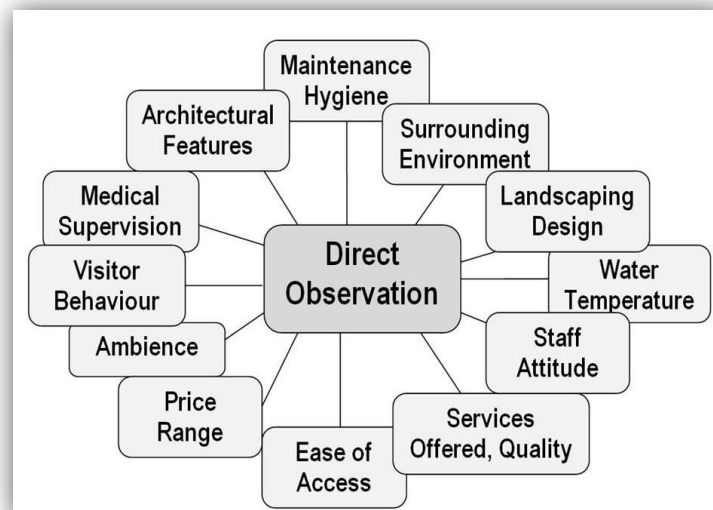 Maintenance
Hygiene
Architectural
Features
Surrounding
Environment
Medical
Supervision
Landscaping
Design
Direct
Observation
Visitor
Behaviour
Water
Temperature
Ambience
Staff
Attitude
Price
Range
Services
Offered, Quality
Ease of
Access